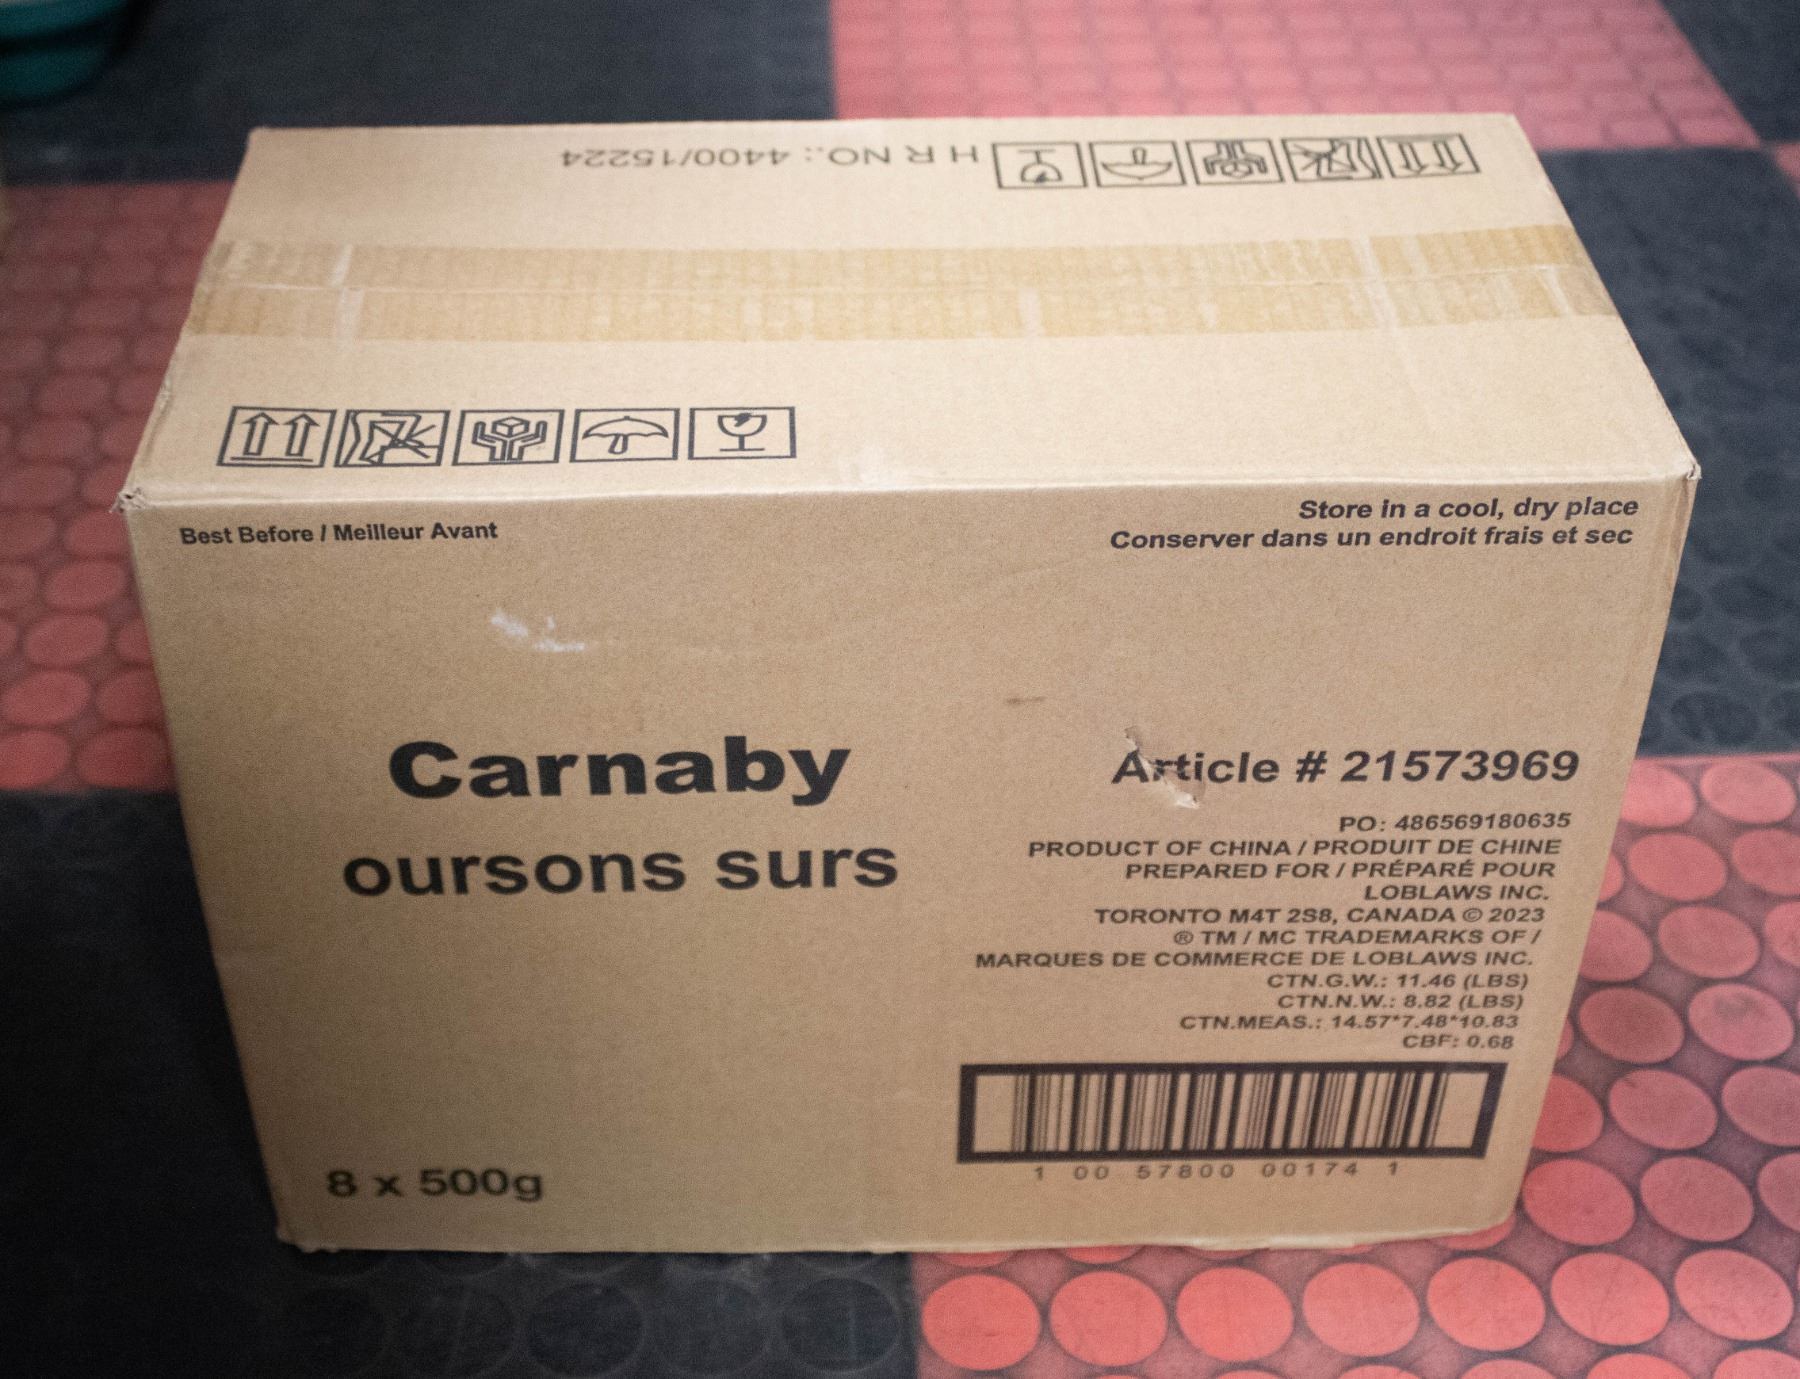 H R NO.: 4400/15224
Best Before / Meilleur Avant
Store in a cool, dry place
Conserver dans un endroit frais et sec
Carnaby
oursons surs
8 x 500g
Article # 21573969
PO: 486569180635
PRODUCT OF CHINA / PRODUIT DE CHINE
PREPARED FOR / PRÉPARÉ POUR
LOBLAWS INC.
TORONTO M4T 2S8, CANADA © 2023
® TM / MC TRADEMARKS OF /
MARQUES DE COMMERCE DE LOBLAWS INC.
CTN.G.W.: 11.46 (LBS)
CTN.N.W.: 8.82 (LBS)
CTN.MEAS.: 14.57*7.48*10.83
CBF: 0.68
1 00 57800 00174 1